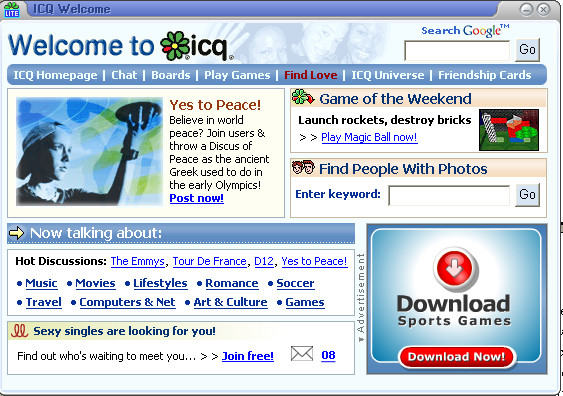 LITE
ICQ Welcome
Welcome to icq
Search Google™
Go
ICQ Homepage | Chat | Boards | Play Games | Find Love | ICQ Universe | Friendship Cards
Yes to Peace!
Believe in world
peace? Join users &
throw a Discus of
Peace as the ancient
Greek used to do in
the early Olympics!
Post now!
Game of the Weekend
Launch rockets, destroy bricks
> > Play Magic Ball now!
Find People With Photos
Enter keyword:
Go
Now talking about:
Hot Discussions: The Emmys, Tour De France, D12, Yes to Peace!
• Music • Movies • Lifestyles • Romance • Soccer
• Travel • Computers & Net • Art & Culture • Games
Sexy singles are looking for you!
Find out who's waiting to meet you... > > Join free!
08
Advertisement
Download
Sports Games
Download Now!